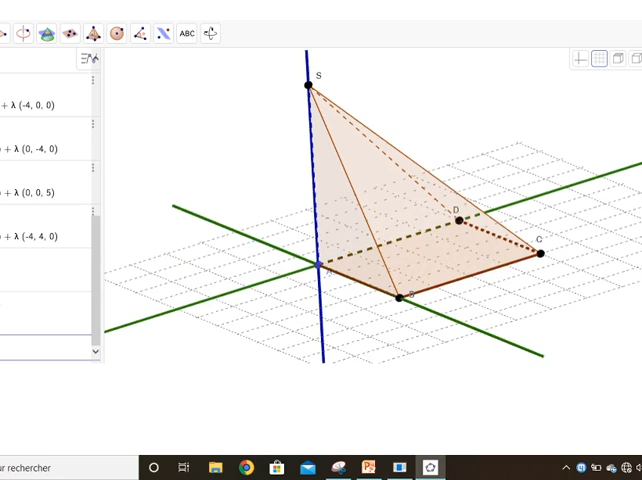 ABC
+ λ (-4, 0, 0)
+ λ (0, -4, 0)
+ λ (0, 0, 5)
+ λ (-4, 4, 0)
S
D
C
A
B
ur rechercher